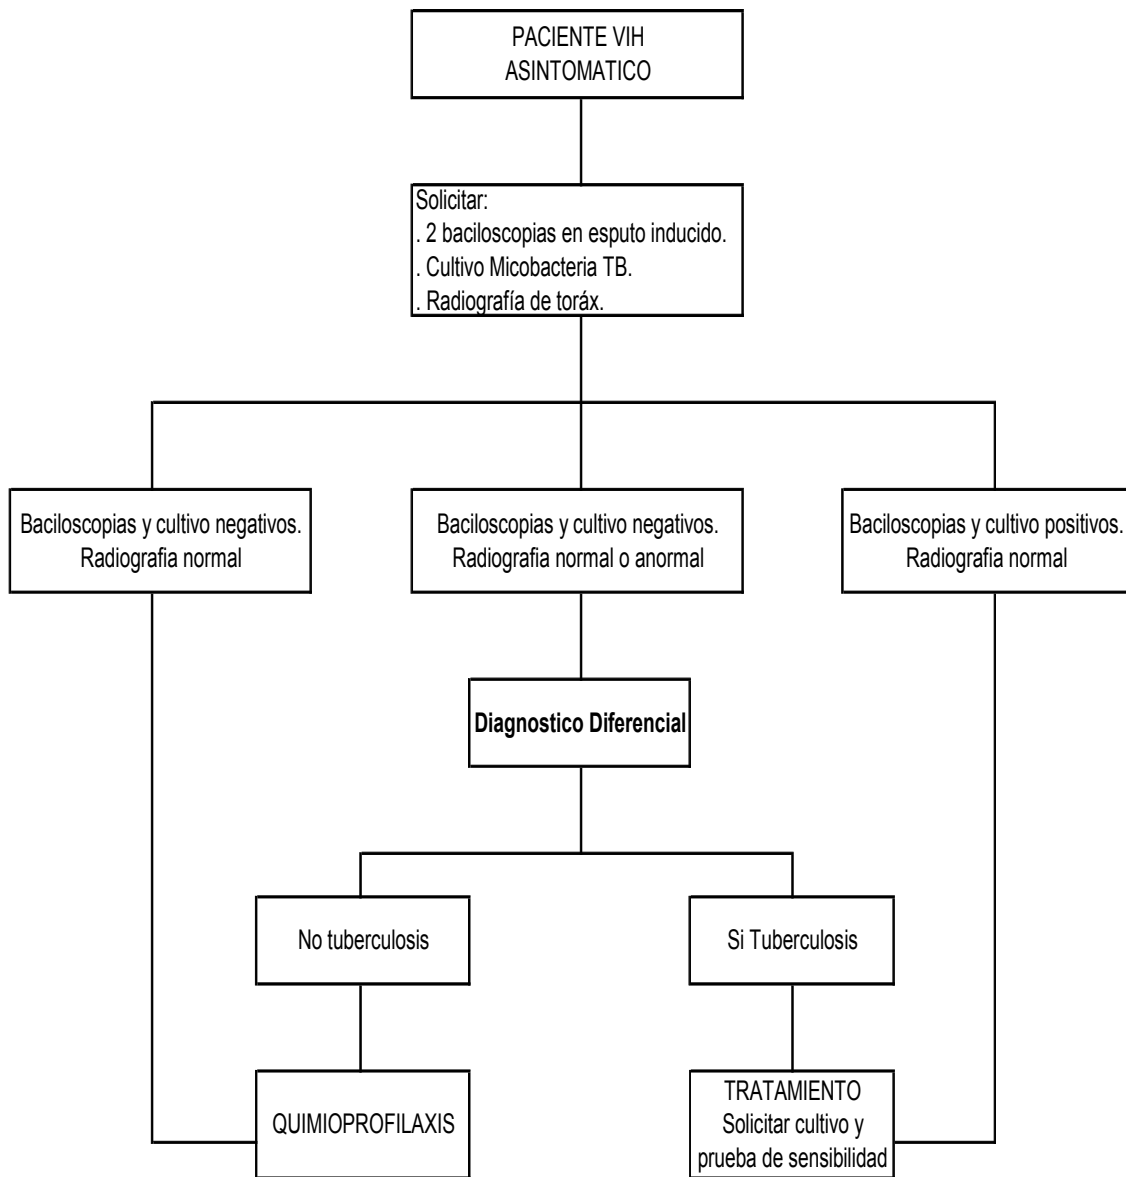 PACIENTE VIH
ASINTOMATICO
Solicitar:
. 2 baciloscopias en esputo inducido.
. Cultivo Micobacteria TB.
. Radiografía de toráx.
Baciloscopias y cultivo negativos.
Radiografia normal
Baciloscopias y cultivo negativos.
Radiografia normal o anormal
Baciloscopias y cultivo positivos.
Radiografia normal
Diagnostico Diferencial
No tuberculosis
Si Tuberculosis
QUIMIOPROFILAXIS
TRATAMIENTO
Solicitar cultivo y
prueba de sensibilidad